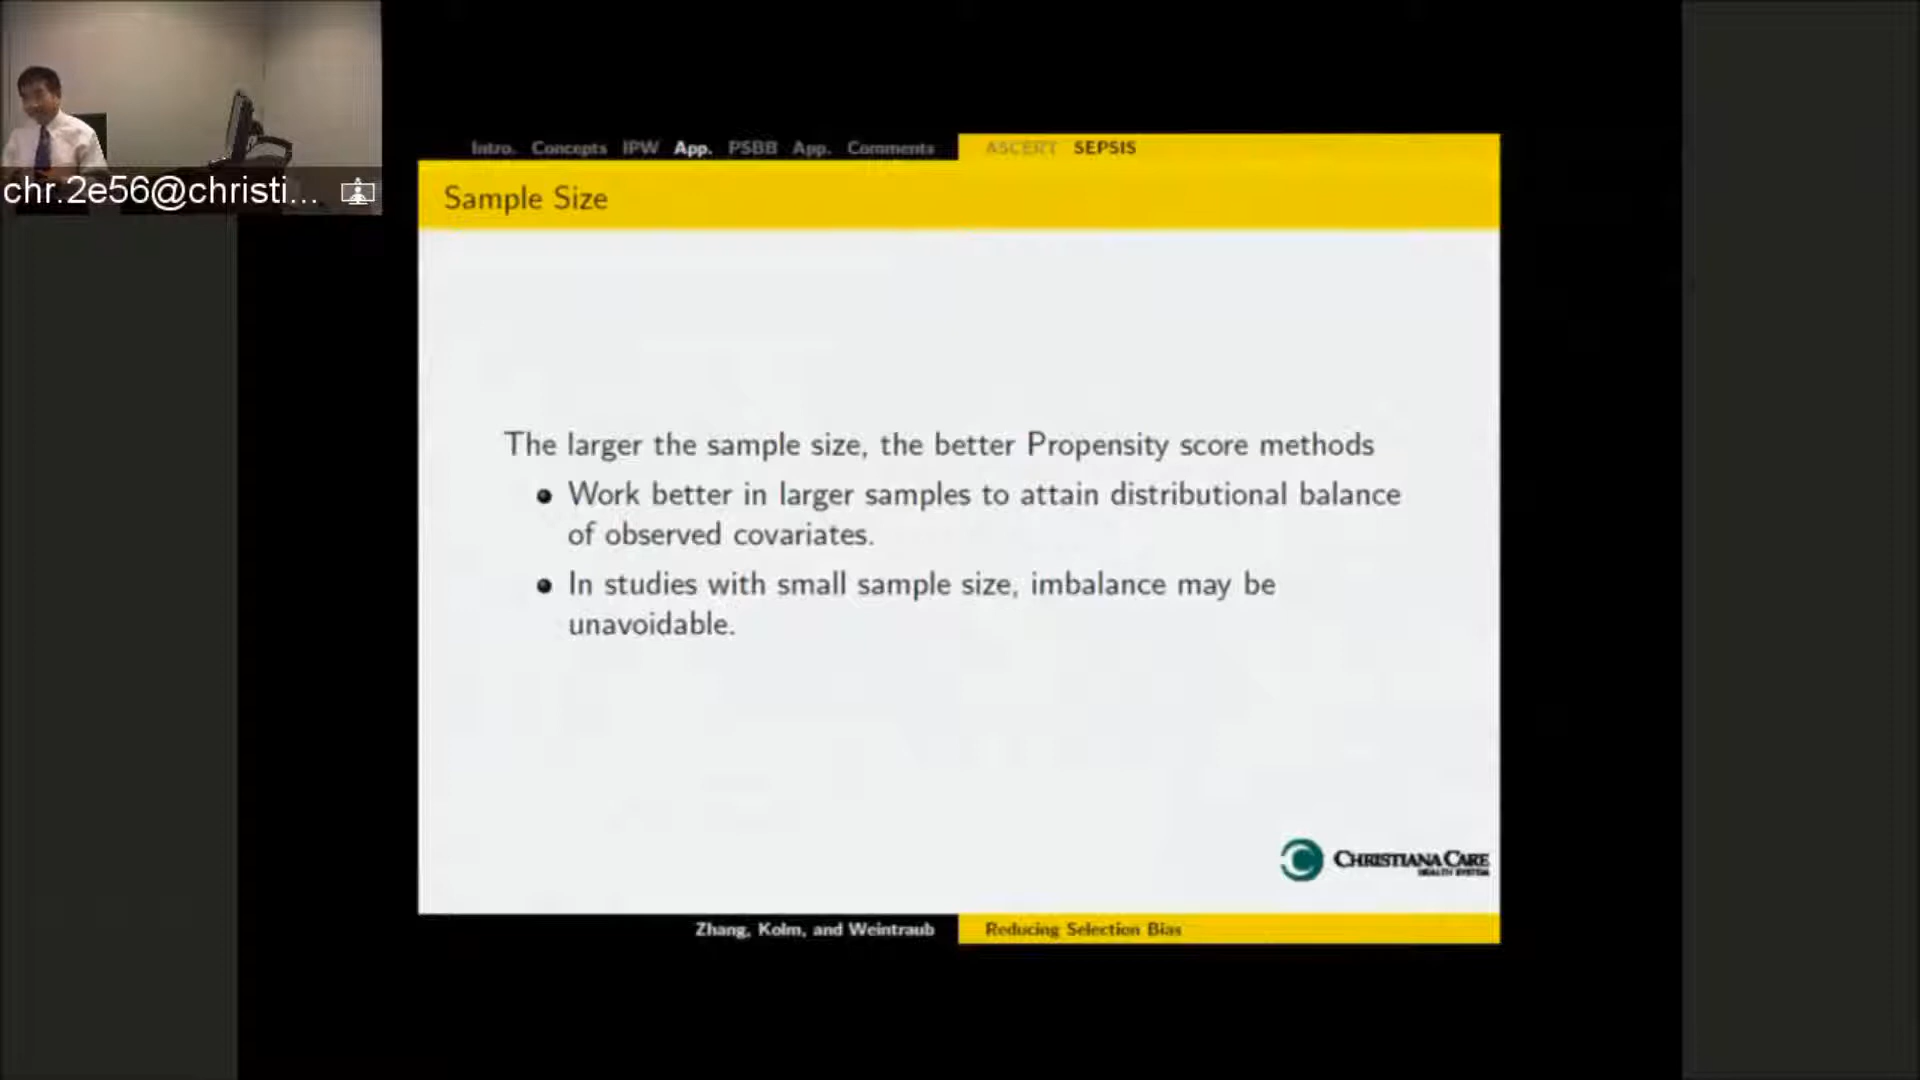 chr.2e56@christi...
Intro. Concepts IPW App. PSBB App. Comments
ASCERT SEPSIS
Sample Size
The larger the sample size, the better Propensity score methods
Work better in larger samples to attain distributional balance
of observed covariates.
In studies with small sample size, imbalance may be
unavoidable.
CHRISTIANA CARE
HEALTH SYSTEM
Zhang, Kolm, and Weintraub
Reducing Selection Bias